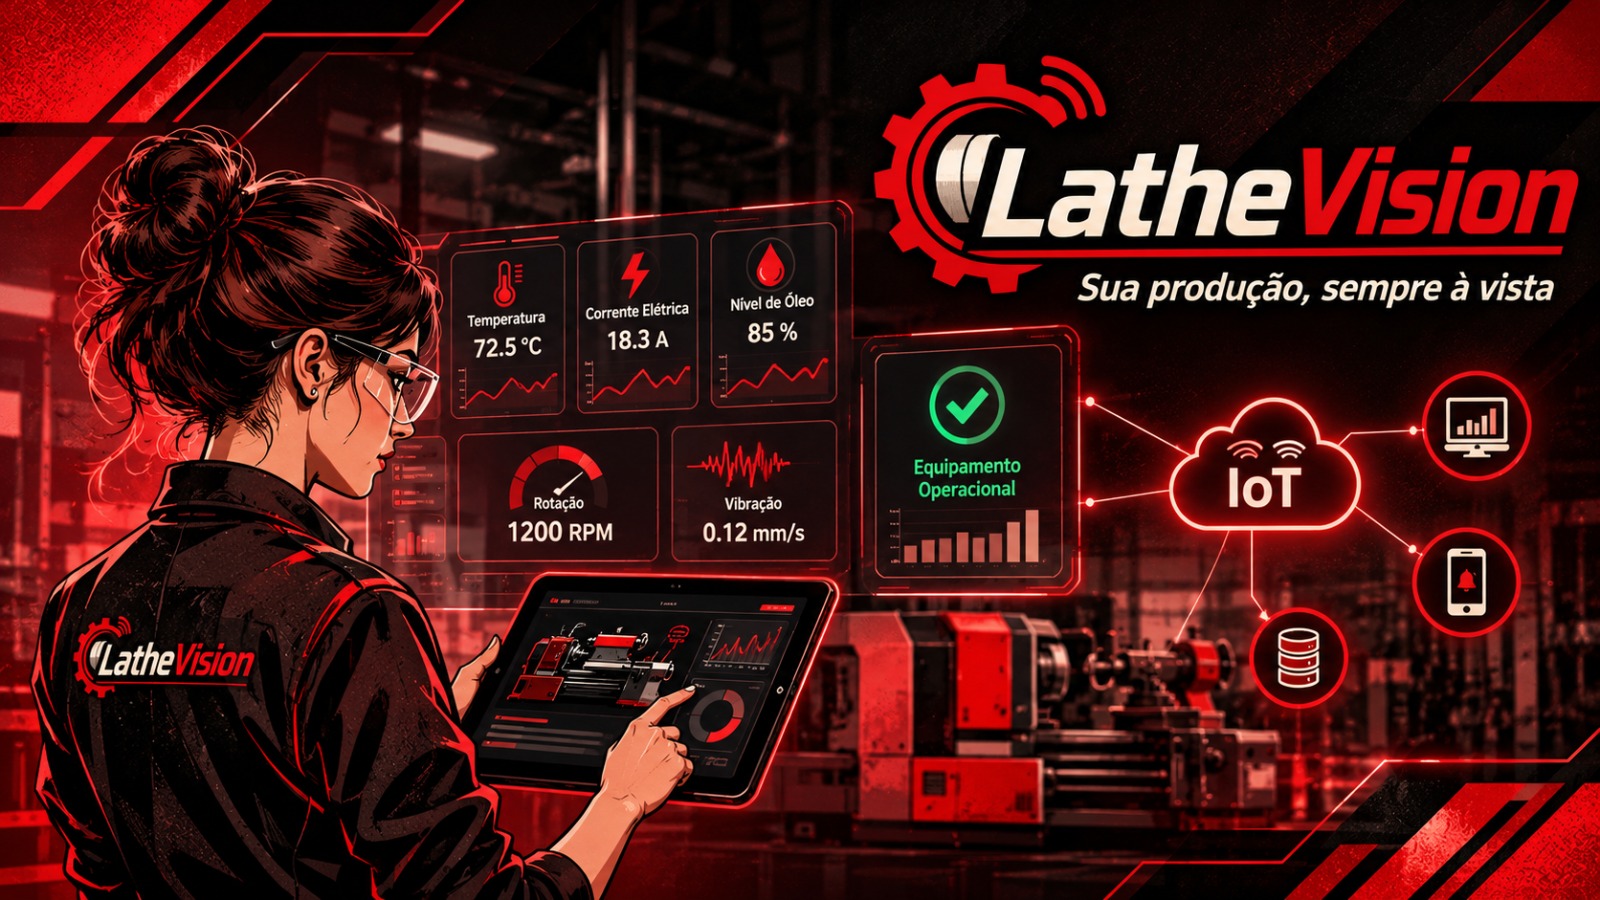 LatheVision
Sua produção, sempre à vista
Temperatura
72.5 °C
Corrente Elétrica
18.3 A
Nível de Óleo
85 %
Rotação
1200 RPM
Vibração
0.12 mm/s
Equipamento
Operacional
IoT
LatheVision